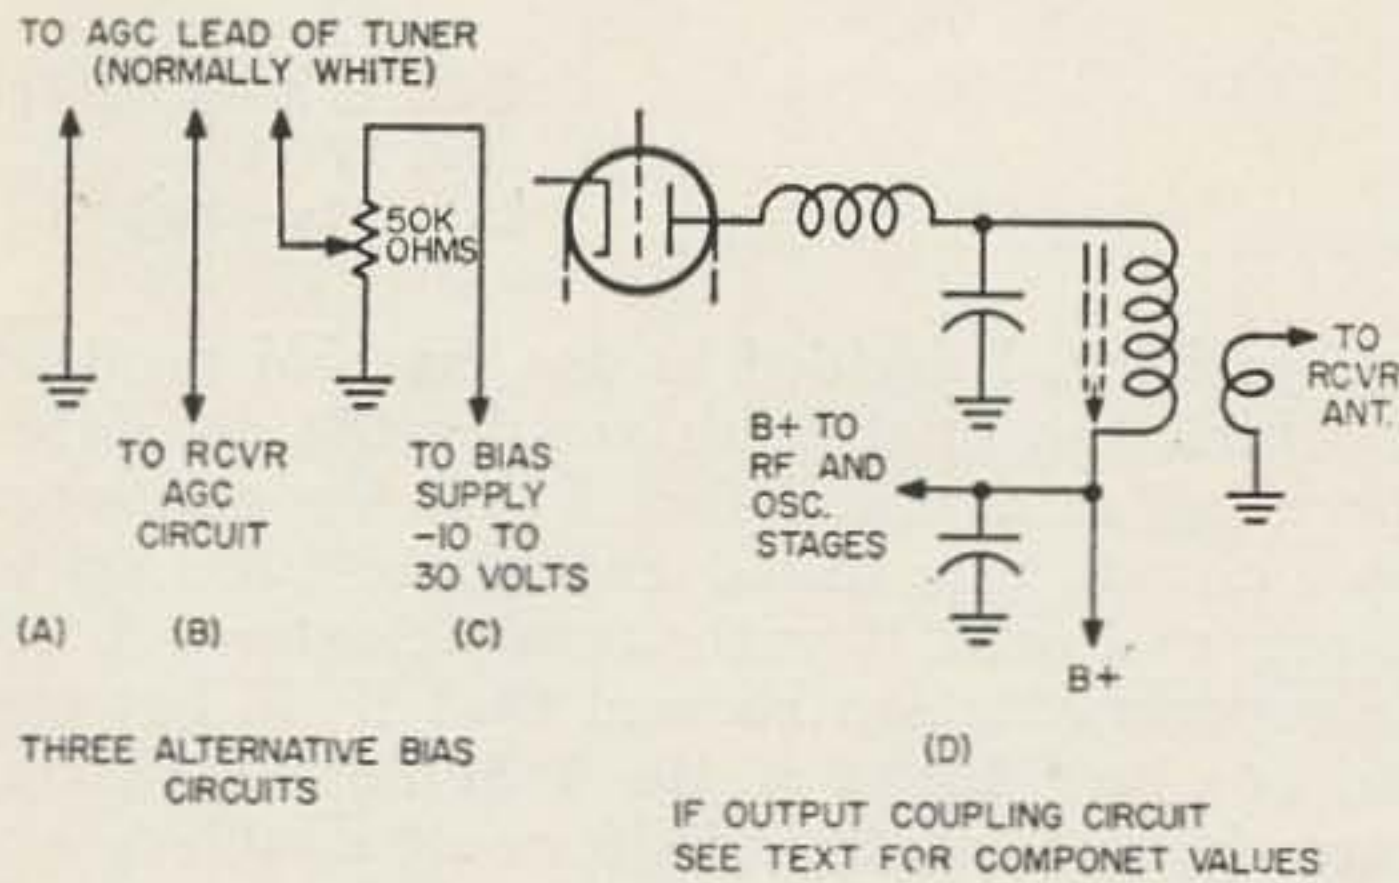 TO AGC LEAD OF TUNER
(NORMALLY WHITE)
50K
OHMS
TO RCVR
AGC
CIRCUIT
TO BIAS
SUPPLY
-10 TO
30 VOLTS
(A)
(B)
(C)
THREE ALTERNATIVE BIAS
CIRCUITS
B+ TO
RF AND
OSC.
STAGES
TO
RCVR
ANT.
B+
(D)
IF OUTPUT COUPLING CIRCUIT
SEE TEXT FOR COMPONET VALUES